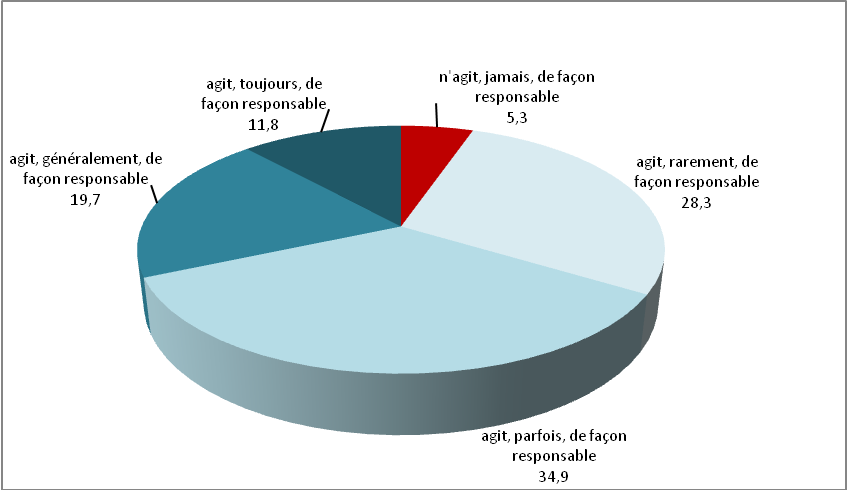 n'agit, jamais, de façon
responsable
5,3
agit, rarement, de
façon responsable
28,3
agit, parfois, de façon
responsable
34,9
agit, généralement, de
façon responsable
19,7
agit, toujours, de
façon responsable
11,8